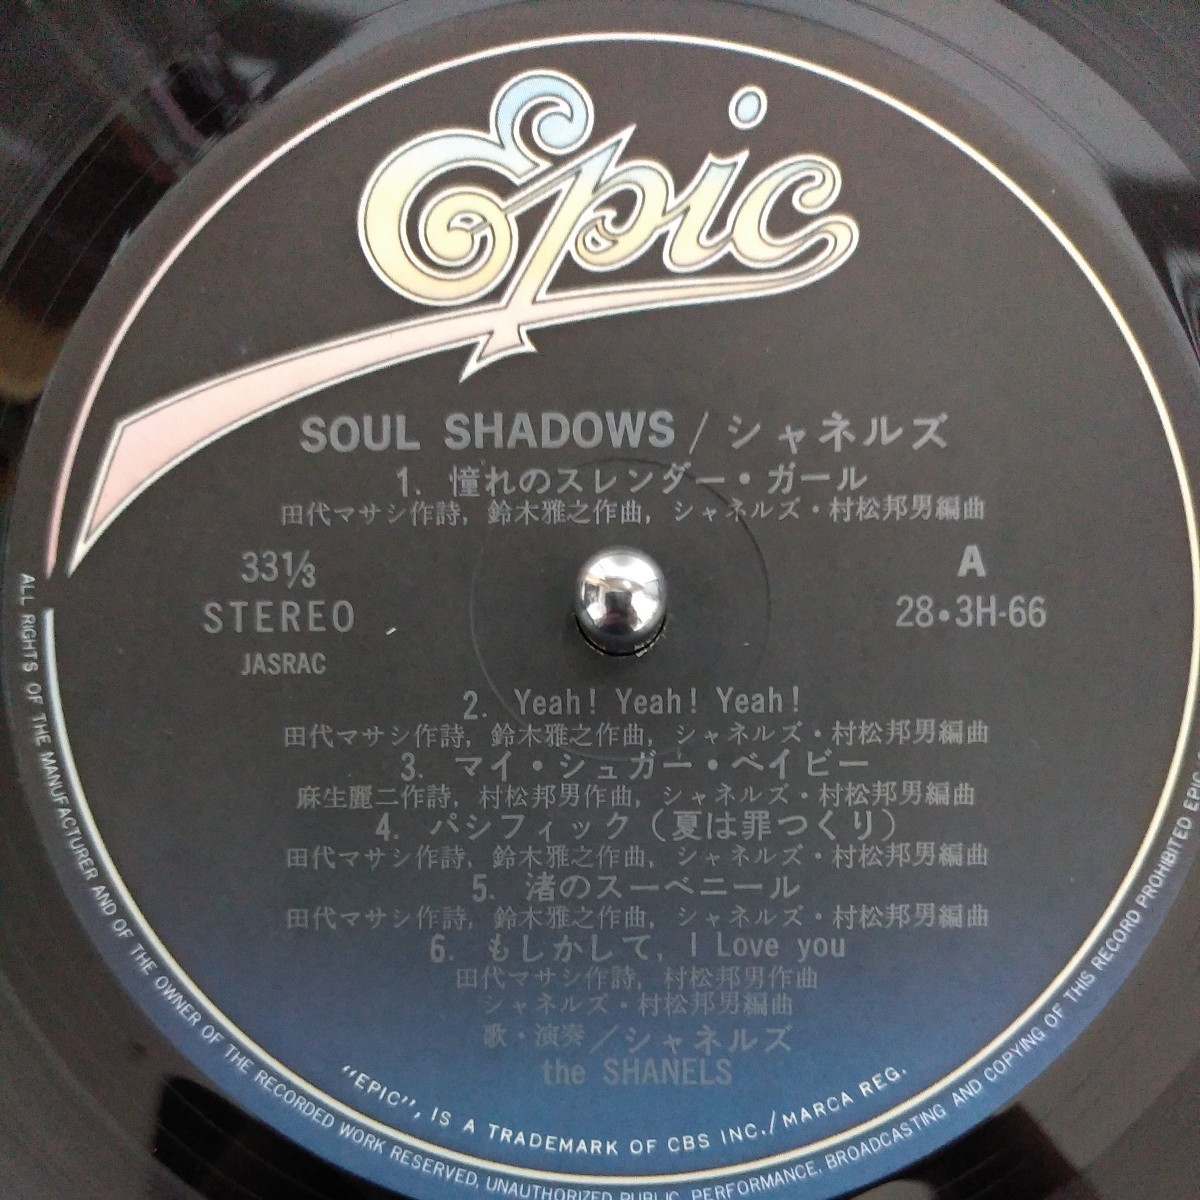 Epic
SOUL SHADOWS/シャネルズ
1. 憧れのスレンダー・ガール
田代マサシ作詩, 鈴木雅之作曲, シャネルズ・村松邦男編曲
33⅓
STEREO
JASRAC
A
28・3H-66
2. Yeah! Yeah! Yeah!
田代マサシ作詩, 鈴木雅之作曲, シャネルズ・村松邦男編曲
3. マイ・シュガー・ベイビー
麻生麗二作詩, 村松邦男作曲, シャネルズ・村松邦男編曲
4. パシフィック(夏は罪つくり)
田代マサシ作詩, 鈴木雅之作曲, シャネルズ・村松邦男編曲
5. 渚のスーベニール
田代マサシ作詩, 鈴木雅之作曲, シャネルズ・村松邦男編曲
6. もしかして, I Love you
田代マサシ作詩, 村松邦男作曲
シャネルズ・村松邦男編曲
歌・演奏/シャネルズ
the SHANELS
"EPIC", IS A TRADEMARK OF CBS INC./MARCA REG.
ALL RIGHTS OF THE MANUFACTURER AND OF THE OWNER OF THE RECORDED WORK RESERVED, UNAUTHORIZED PUBLIC PERFORMANCE, BROADCASTING AND COPYING OF THIS RECORD PROHIBITED